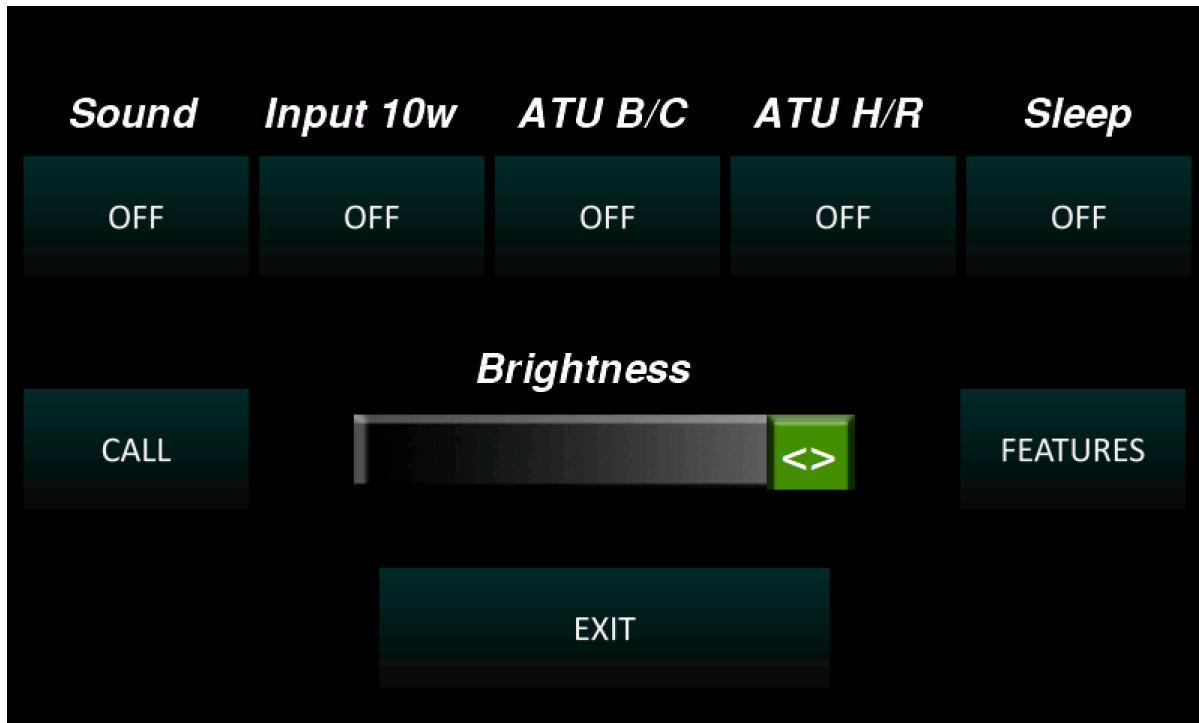 Sound Input 10w ATU B/C ATU H/R Sleep
OFF OFF OFF OFF OFF
Brightness
CALL <> FEATURES
EXIT